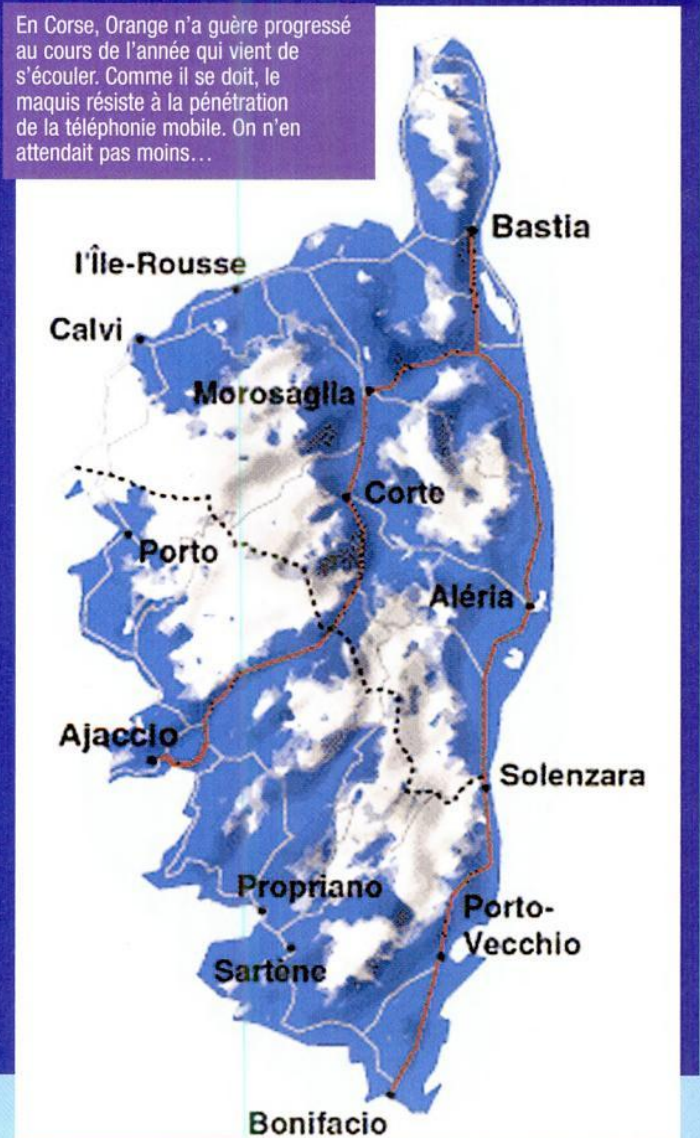 En Corse, Orange n’a guère progressé
au cours de l’année qui vient de
s’écouler. Comme il se doit, le
maquis résiste à la pénétration
de la téléphonie mobile. On n’en
attendait pas moins…
Bastia
l'Île-Rousse
Calvi
Morosaglia
Corte
Porto
Aléria
Ajaccio
Solenzara
Propriano
Porto-
Vecchio
Sartène
Bonifacio